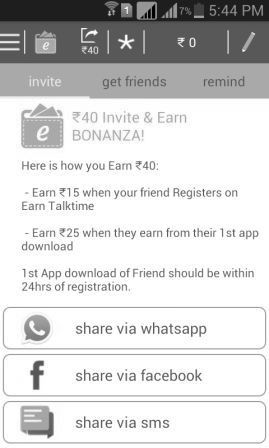 1 7% 5:44 PM
₹40 * ₹ 0
invite get friends remind
e ₹40 Invite & Earn
BONANZA!
Here is how you Earn ₹40:
- Earn ₹15 when your friend Registers on
Earn Talktime
- Earn ₹25 when they earn from their 1st app
download
1st App download of Friend should be within
24hrs of registration.
share via whatsapp
f share via facebook
share via sms